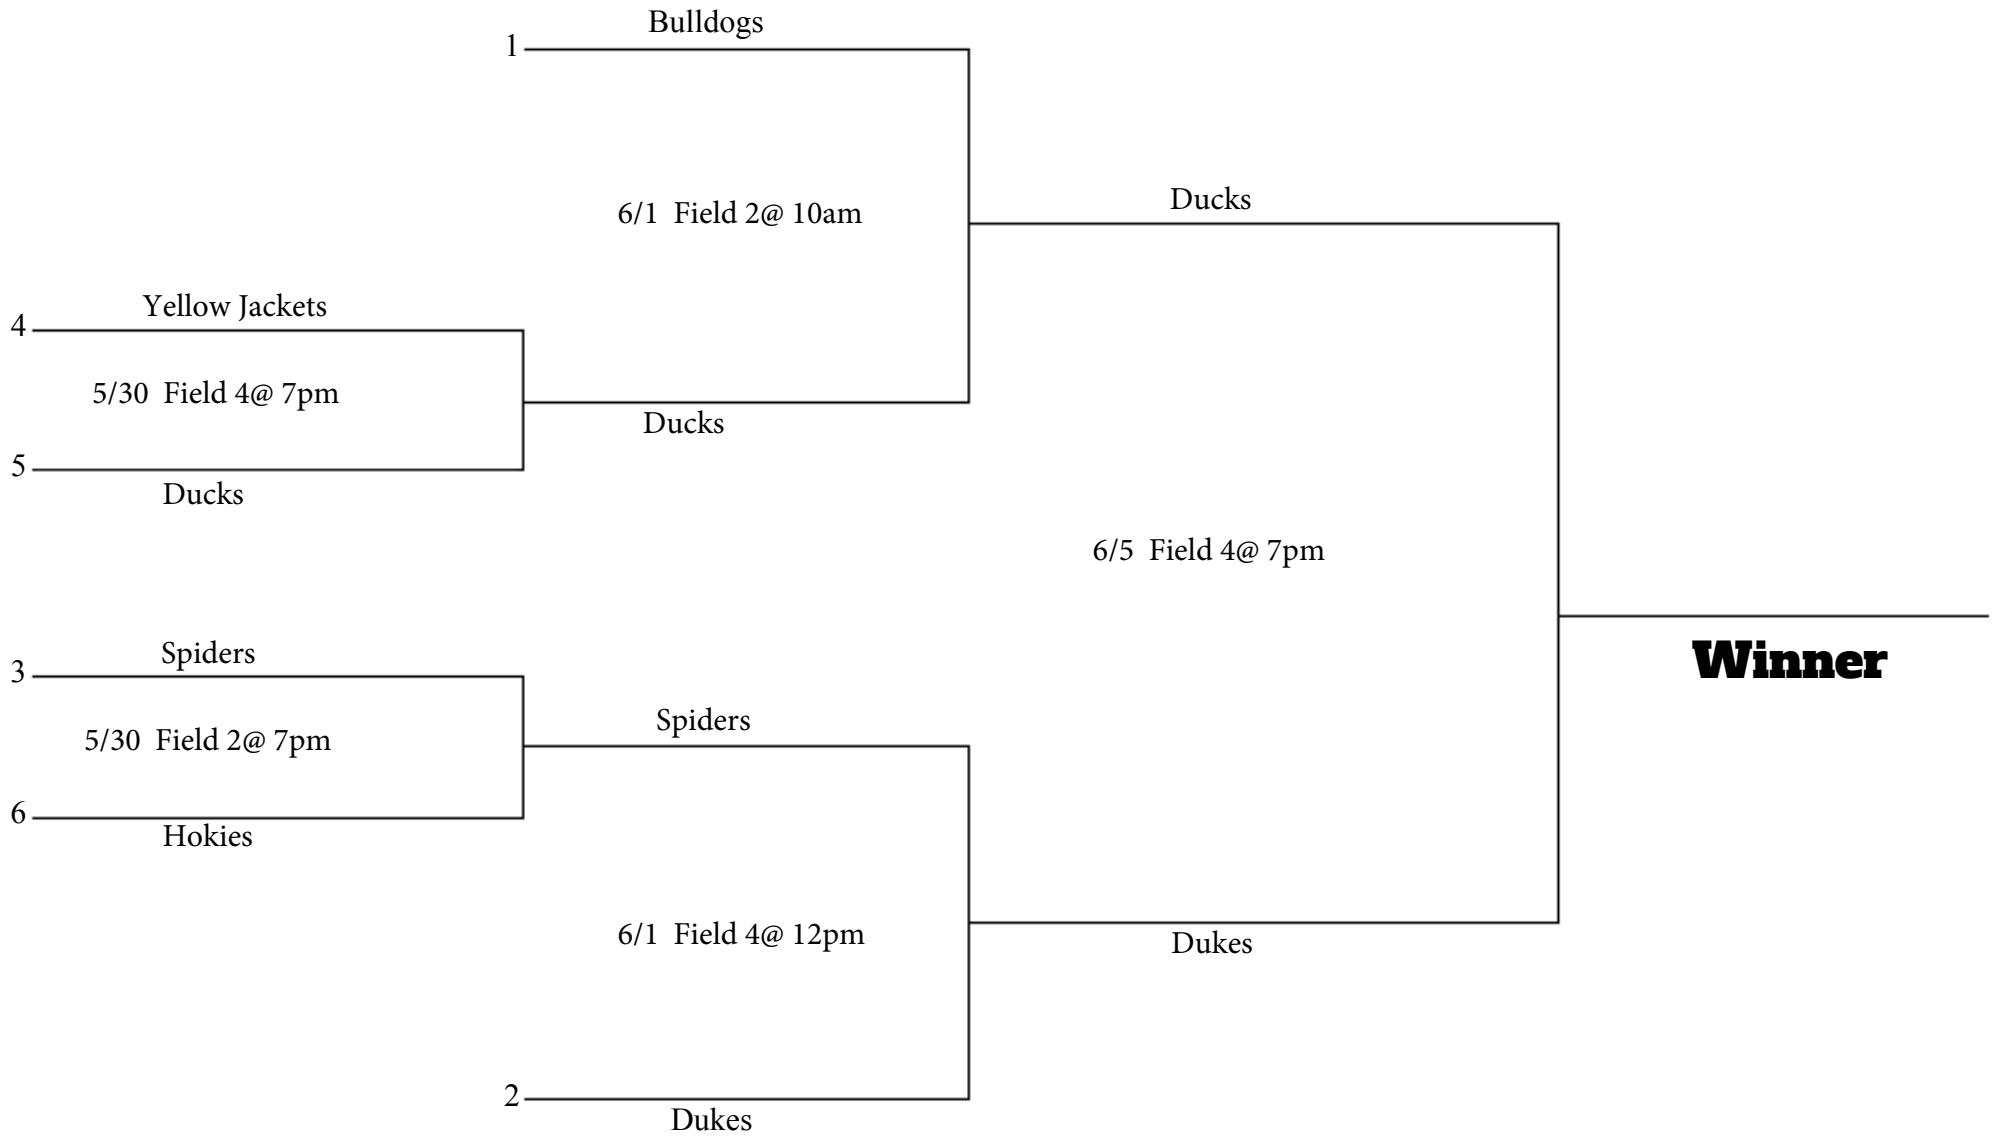 Bulldogs
1
6/1 Field 2@ 10am
Ducks
Yellow Jackets
4
5/30 Field 4@ 7pm
Ducks
5
Ducks
6/5 Field 4@ 7pm
Spiders
3
Winner
5/30 Field 2@ 7pm
Spiders
6
Hokies
6/1 Field 4@ 12pm
Dukes
2
Dukes